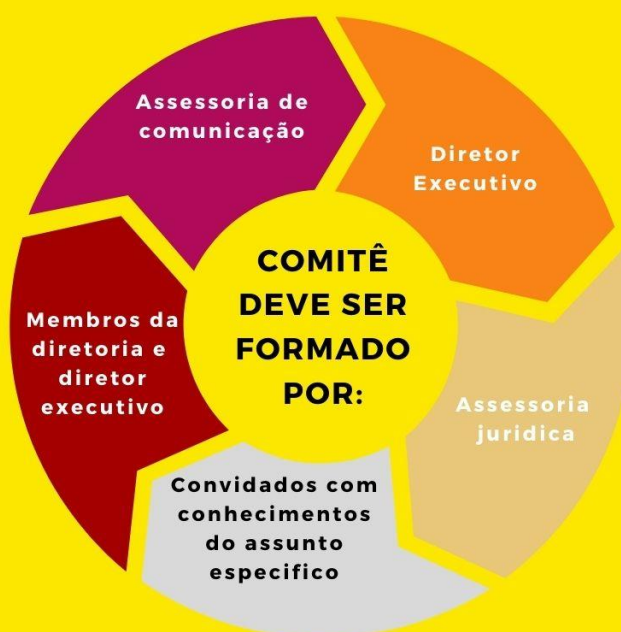 COMITÊ
DEVE SER
FORMADO
POR:
Assessoria de
comunicação
Diretor
Executivo
Assessoria
juridica
Convidados com
conhecimentos
do assunto
especifico
Membros da
diretoria e
diretor
executivo